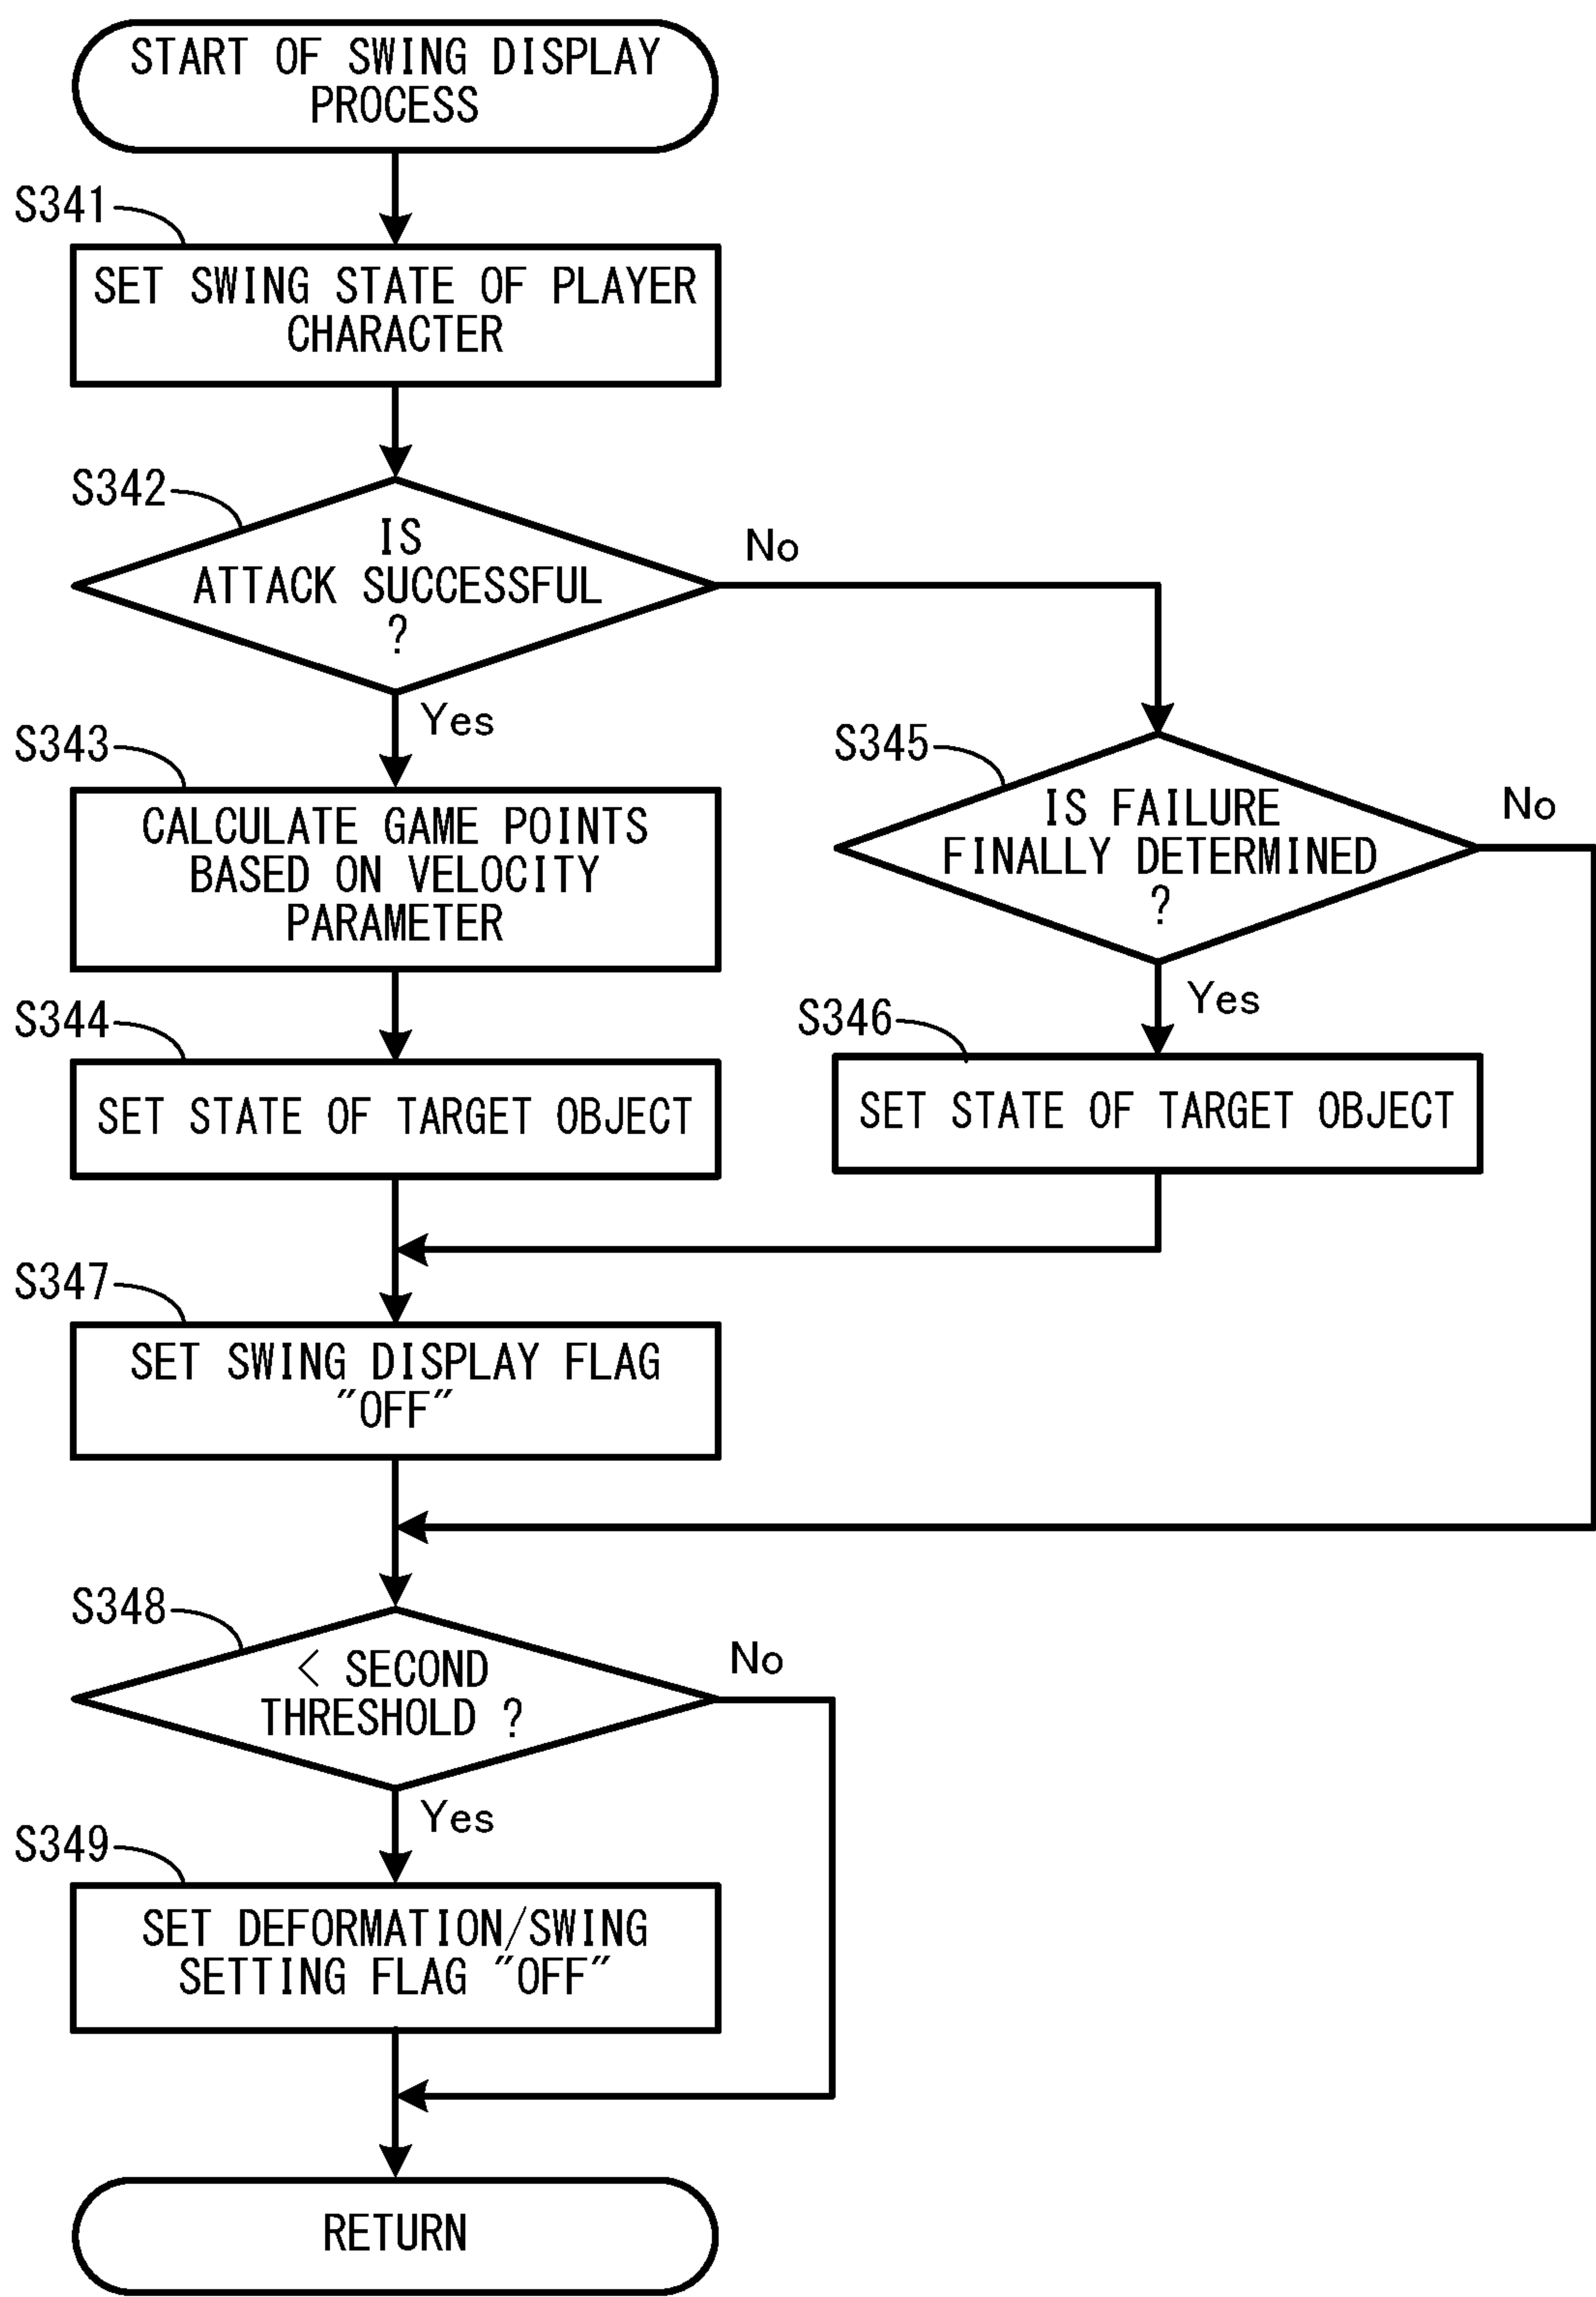 START OF SWING DISPLAY
PROCESS
S341
SET SWING STATE OF PLAYER
CHARACTER
S342
IS
ATTACK SUCCESSFUL
?
No
Yes
S343
CALCULATE GAME POINTS
BASED ON VELOCITY
PARAMETER
S345
IS FAILURE
FINALLY DETERMINED
?
No
Yes
S344
SET STATE OF TARGET OBJECT
S346
SET STATE OF TARGET OBJECT
S347
SET SWING DISPLAY FLAG
"OFF"
S348
< SECOND
THRESHOLD ?
No
Yes
S349
SET DEFORMATION/SWING
SETTING FLAG "OFF"
RETURN